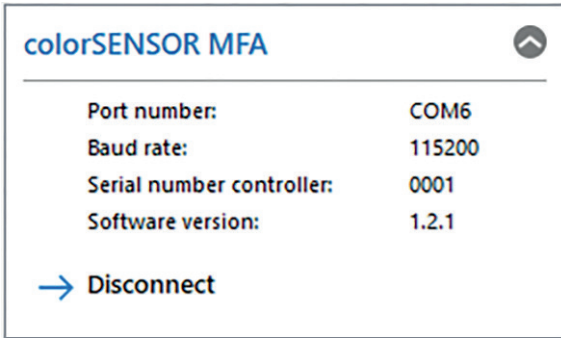 colorSENSOR MFA
Port number: COM6
Baud rate: 115200
Serial number controller: 0001
Software version: 1.2.1
Disconnect